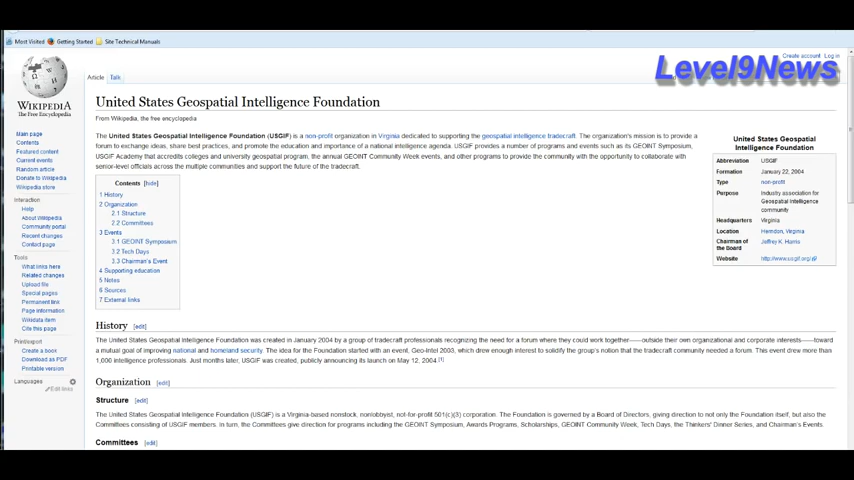 Most Visited Getting Started Site Technical Manuals
Create account Log in
Level9News
Article Talk
WIKIPEDIA
The Free Encyclopedia
United States Geospatial Intelligence Foundation
From Wikipedia, the free encyclopedia
The United States Geospatial Intelligence Foundation (USGIF) is a non-profit organization in Virginia dedicated to supporting the geospatial intelligence tradecraft. The organization's mission is to provide a
forum to exchange ideas, share best practices, and promote the education and importance of a national intelligence agenda. USGIF provides a number of programs and events such as its GEOINT Symposium,
USGIF Academy that accredits colleges and university geospatial program, the annual GEOINT Community Week events, and other programs to provide the community with the opportunity to collaborate with
senior-level officials across the multiple communities and support the future of the tradecraft.
United States Geospatial
Intelligence Foundation
Abbreviation USGIF
Formation January 22, 2004
Type non-profit
Purpose Industry association for
Geospatial Intelligence
community
Headquarters Virginia
Location Herndon, Virginia
Chairman of Jeffrey K. Harris
the Board
Website http://www.usgif.org/
Main page
Contents
Featured content
Current events
Random article
Donate to Wikipedia
Wikipedia store
Interaction
Help
About Wikipedia
Community portal
Recent changes
Contact page
Tools
What links here
Related changes
Upload file
Special pages
Permanent link
Page information
Wikidata item
Cite this page
Print/export
Create a book
Download as PDF
Printable version
Languages
Edit links
Contents [hide]
1 History
2 Organization
2.1 Structure
2.2 Committees
3 Events
3.1 GEOINT Symposium
3.2 Tech Days
3.3 Chairman's Event
4 Supporting education
5 Notes
6 Sources
7 External links
History [edit]
The United States Geospatial Intelligence Foundation was created in January 2004 by a group of tradecraft professionals recognizing the need for a forum where they could work together——outside their own organizational and corporate interests——toward
a mutual goal of improving national and homeland security. The idea for the Foundation started with an event, Geo-Intel 2003, which drew enough interest to solidify the group's notion that the tradecraft community needed a forum. This event drew more than
1,000 intelligence professionals. Just months later, USGIF was created, publicly announcing its launch on May 12, 2004.[1]
Organization [edit]
Structure [edit]
The United States Geospatial Intelligence Foundation (USGIF) is a Virginia-based nonstock, nonlobbyist, not-for-profit 501(c)(3) corporation. The Foundation is governed by a Board of Directors, giving direction to not only the Foundation itself, but also the
Committees consisting of USGIF members. In turn, the Committees give direction for programs including the GEOINT Symposium, Awards Programs, Scholarships, GEOINT Community Week, Tech Days, the Thinkers' Dinner Series, and Chairman's Events.
Committees [edit]